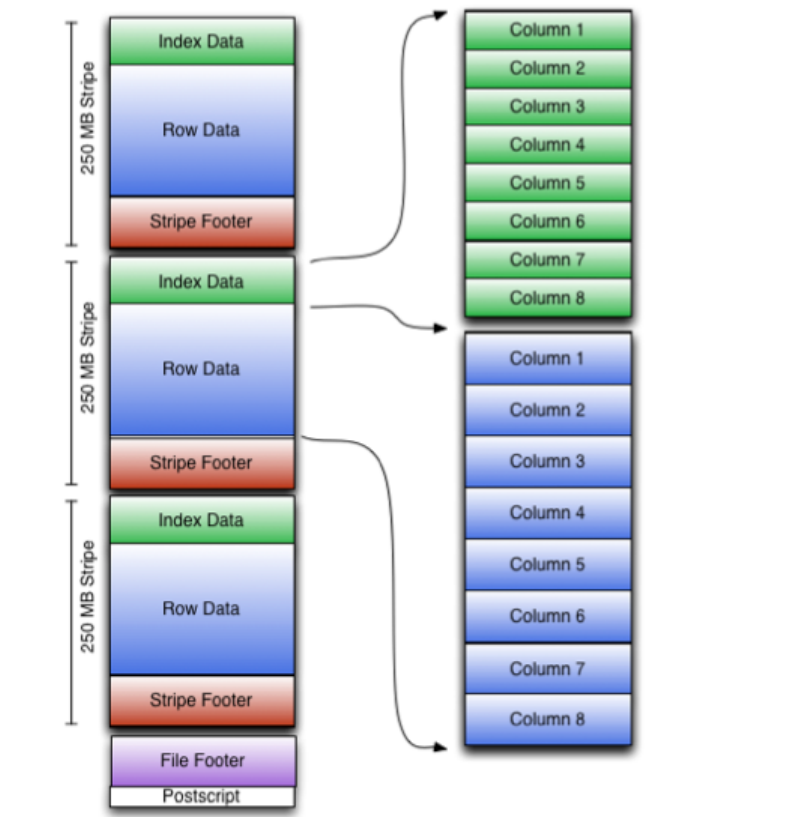 250 MB Stripe
Index Data
Row Data
Stripe Footer
250 MB Stripe
Index Data
Row Data
Stripe Footer
250 MB Stripe
Index Data
Row Data
Stripe Footer
File Footer
Postscript
Column 1
Column 2
Column 3
Column 4
Column 5
Column 6
Column 7
Column 8
Column 1
Column 2
Column 3
Column 4
Column 5
Column 6
Column 7
Column 8